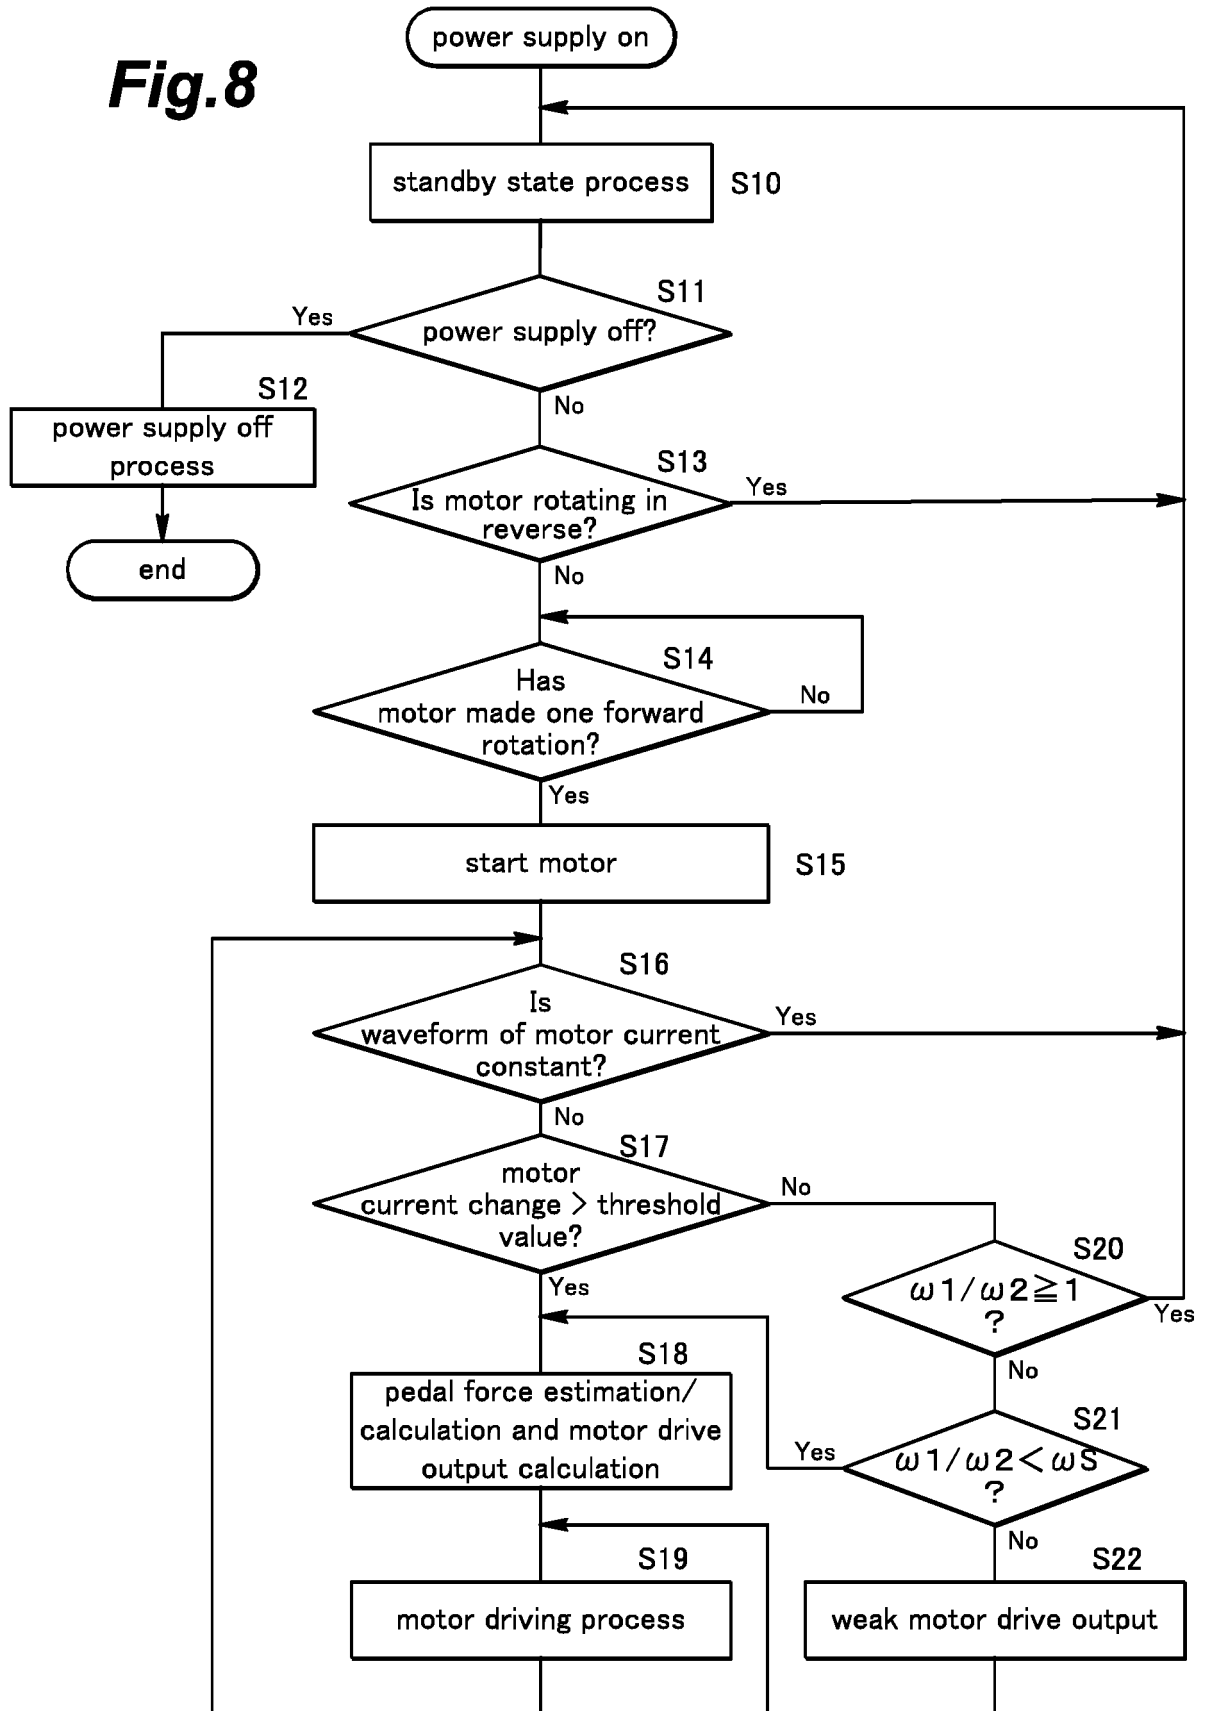 Fig.8
power supply on
standby state process
S10
S11
Yes
power supply off?
S12
No
power supply off
process
S13
Yes
Is motor rotating in
reverse?
end
No
S14
Has
No
motor made one forward
rotation?
Yes
start motor
S15
S16
Is
Yes
waveform of motor current
constant?
No
S17
motor
No
current change > threshold
value?
S20
Yes
ω1/ω2≧1
?
Yes
S18
No
pedal force estimation/
calculation and motor drive
output calculation
S21
Yes
ω1/ω2<ωS
?
No
S19
S22
motor driving process
weak motor drive output